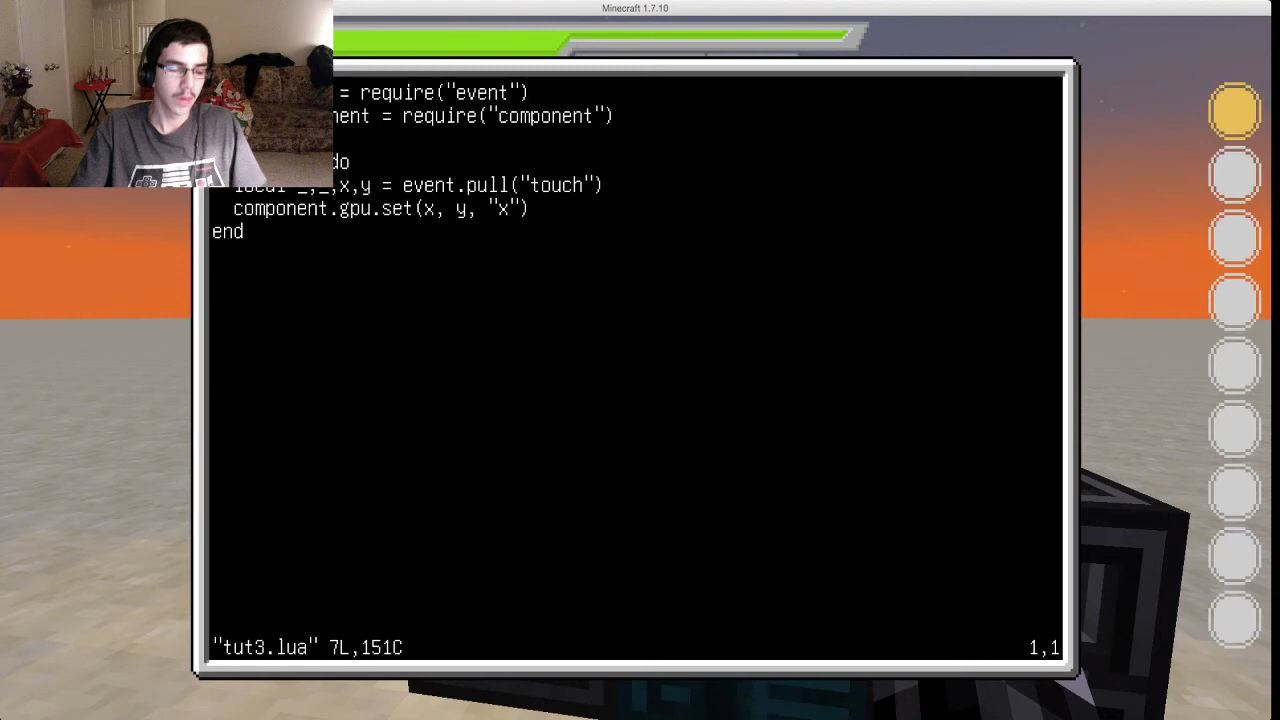 Minecraft 1.7.10
= require("event")
= require("component")
do
_,_,x,y = event.pull("touch")
component.gpu.set(x, y, "x")
end
"tut3.lua" 7L,151C
1,1